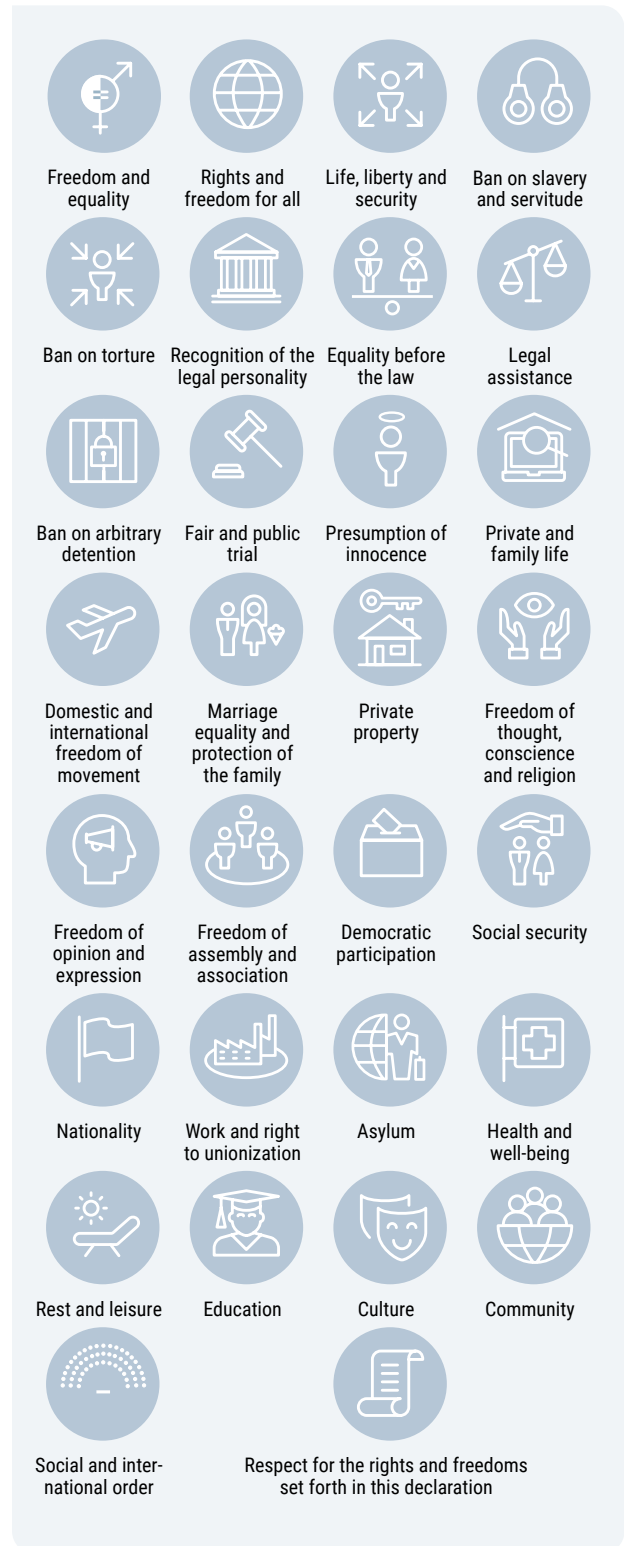 Freedom and
equality
Rights and
freedom for all
Life, liberty and
security
Ban on slavery
and servitude
Ban on torture
Recognition of the
legal personality
Equality before
the law
Legal
assistance
Ban on arbitrary
detention
Fair and public
trial
Presumption of
innocence
Private and
family life
Domestic and
international
freedom of
movement
Marriage
equality and
protection of
the family
Private
property
Freedom of
thought,
conscience
and religion
Freedom of
opinion and
expression
Freedom of
assembly and
association
Democratic
participation
Social security
Nationality
Work and right
to unionization
Asylum
Health and
well-being
Rest and leisure
Education
Culture
Community
Social and inter-
national order
Respect for the rights and freedoms
set forth in this declaration